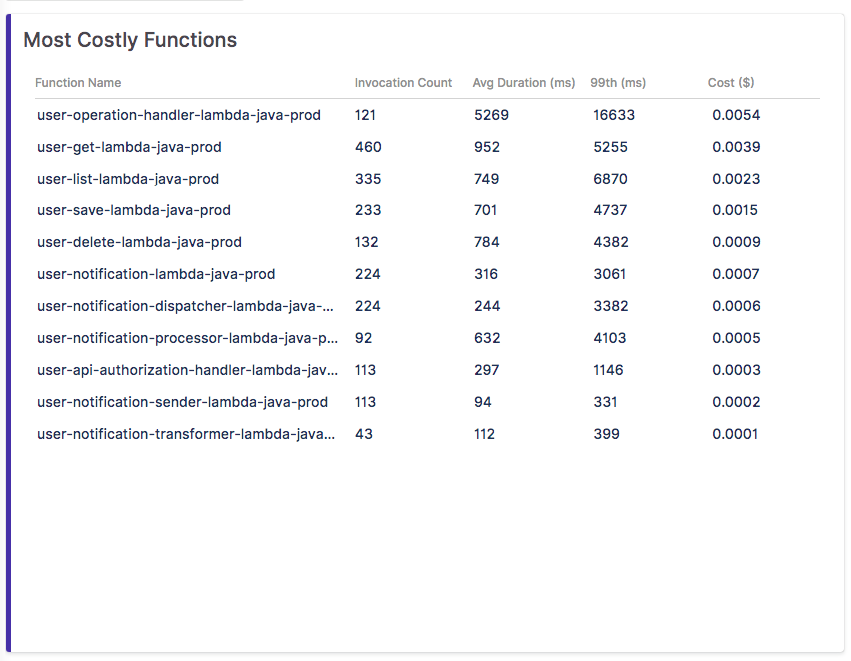 Most Costly Functions
Function Name Invocation Count Avg Duration (ms) 99th (ms) Cost ($)
user-operation-handler-lambda-java-prod 121 5269 16633 0.0054
user-get-lambda-java-prod 460 952 5255 0.0039
user-list-lambda-java-prod 335 749 6870 0.0023
user-save-lambda-java-prod 233 701 4737 0.0015
user-delete-lambda-java-prod 132 784 4382 0.0009
user-notification-lambda-java-prod 224 316 3061 0.0007
user-notification-dispatcher-lambda-java-... 224 244 3382 0.0006
user-notification-processor-lambda-java-p... 92 632 4103 0.0005
user-api-authorization-handler-lambda-jav... 113 297 1146 0.0003
user-notification-sender-lambda-java-prod 113 94 331 0.0002
user-notification-transformer-lambda-java... 43 112 399 0.0001